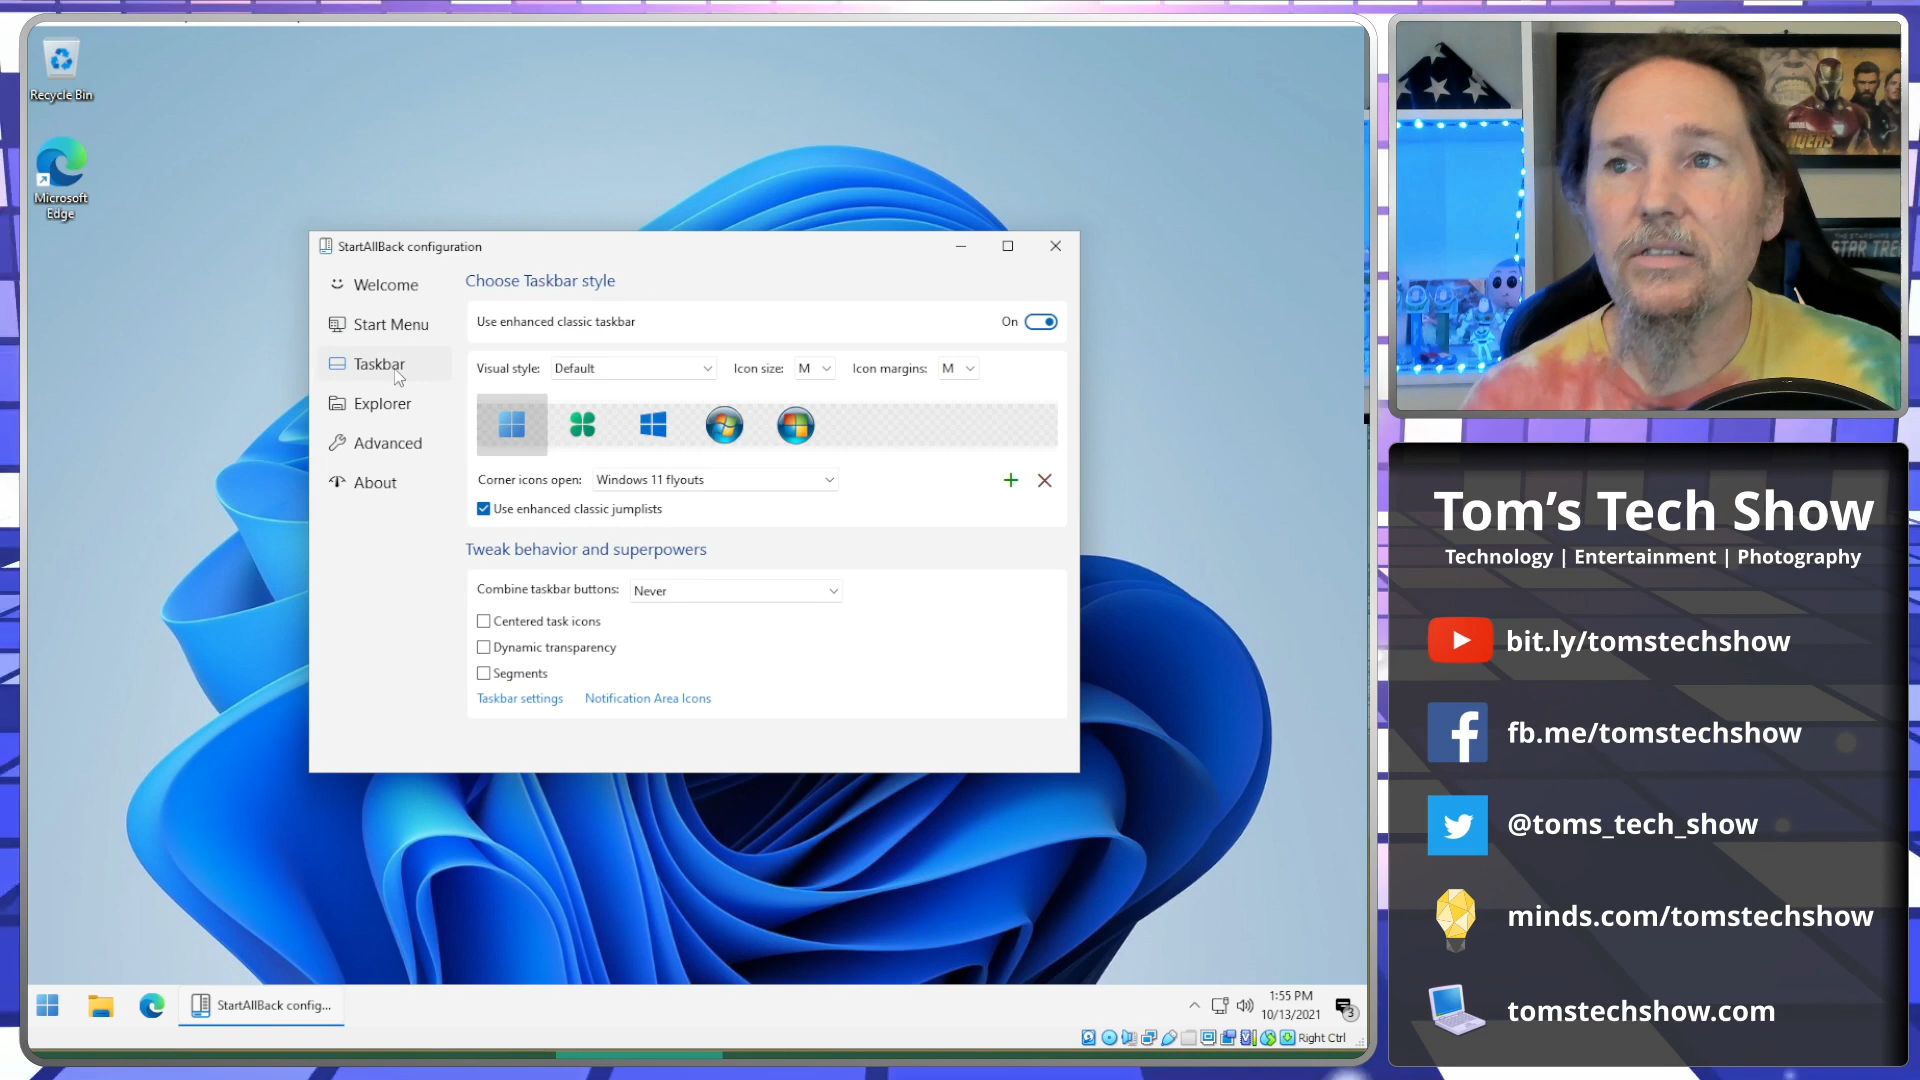 Recycle Bin
Microsoft
Edge
StartAllBack configuration
Welcome
Start Menu
Taskbar
Explorer
Advanced
About
Choose Taskbar style
Use enhanced classic taskbar
On
Visual style:
Default
Icon size:
M
Icon margins:
M
Corner icons open:
Windows 11 flyouts
Use enhanced classic jumplists
Tweak behavior and superpowers
Combine taskbar buttons:
Never
Centered task icons
Dynamic transparency
Segments
Taskbar settings
Notification Area Icons
StartAllBack config...
1:55 PM
10/13/2021
3
Right Ctrl
STAR TRE
Tom's Tech Show
Technology | Entertainment | Photography
bit.ly/tomstechshow
fb.me/tomstechshow
@toms_tech_show
minds.com/tomstechshow
tomstechshow.com